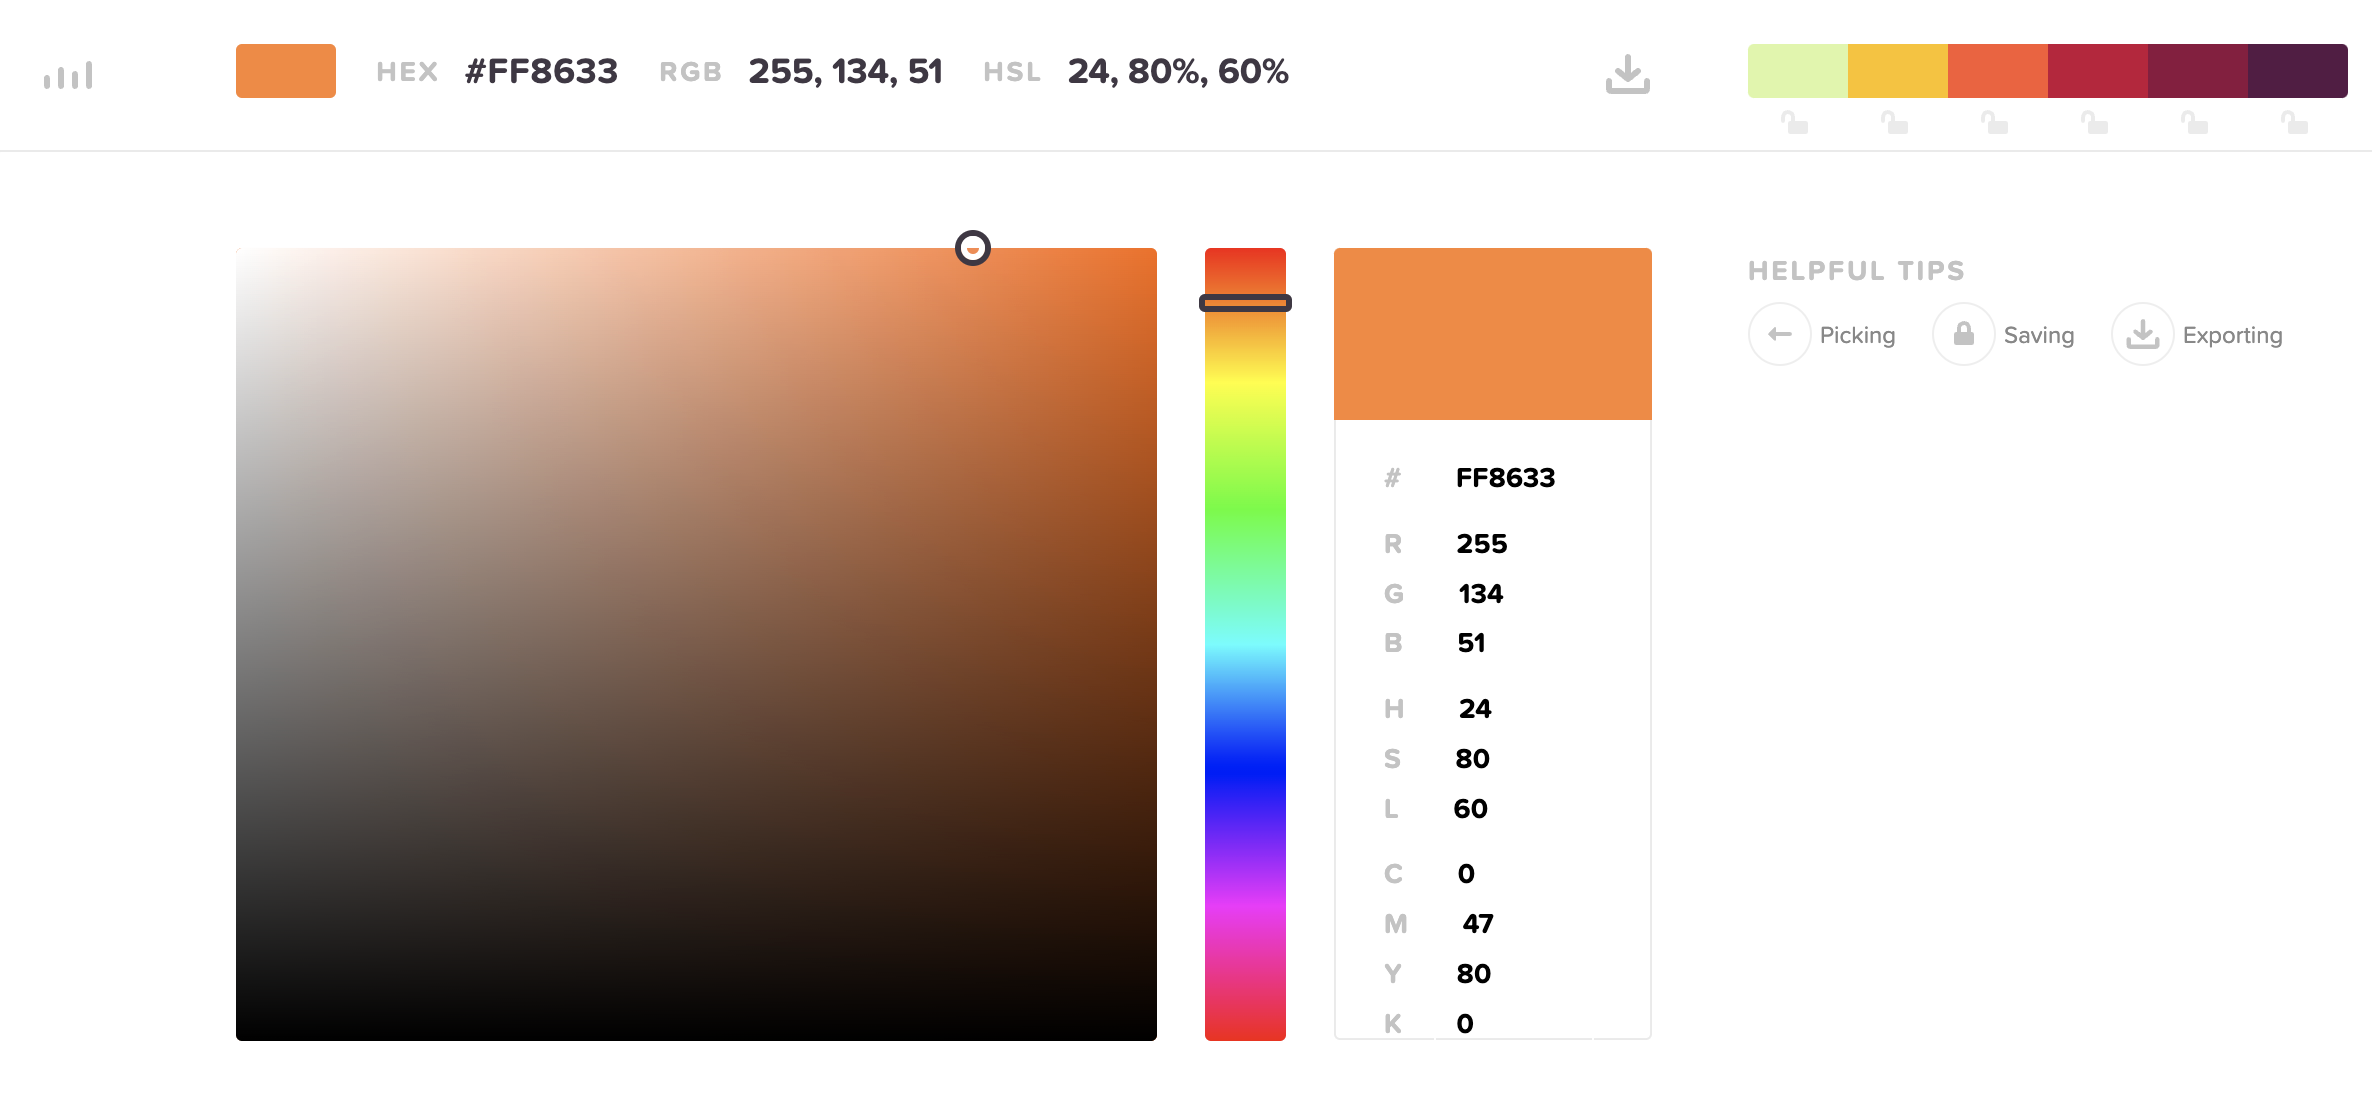 HEX #FF8633 RGB 255, 134, 51 HSL 24, 80%, 60%
HELPFUL TIPS
Picking Saving Exporting
# FF8633
R 255
G 134
B 51
H 24
S 80
L 60
C 0
M 47
Y 80
K 0